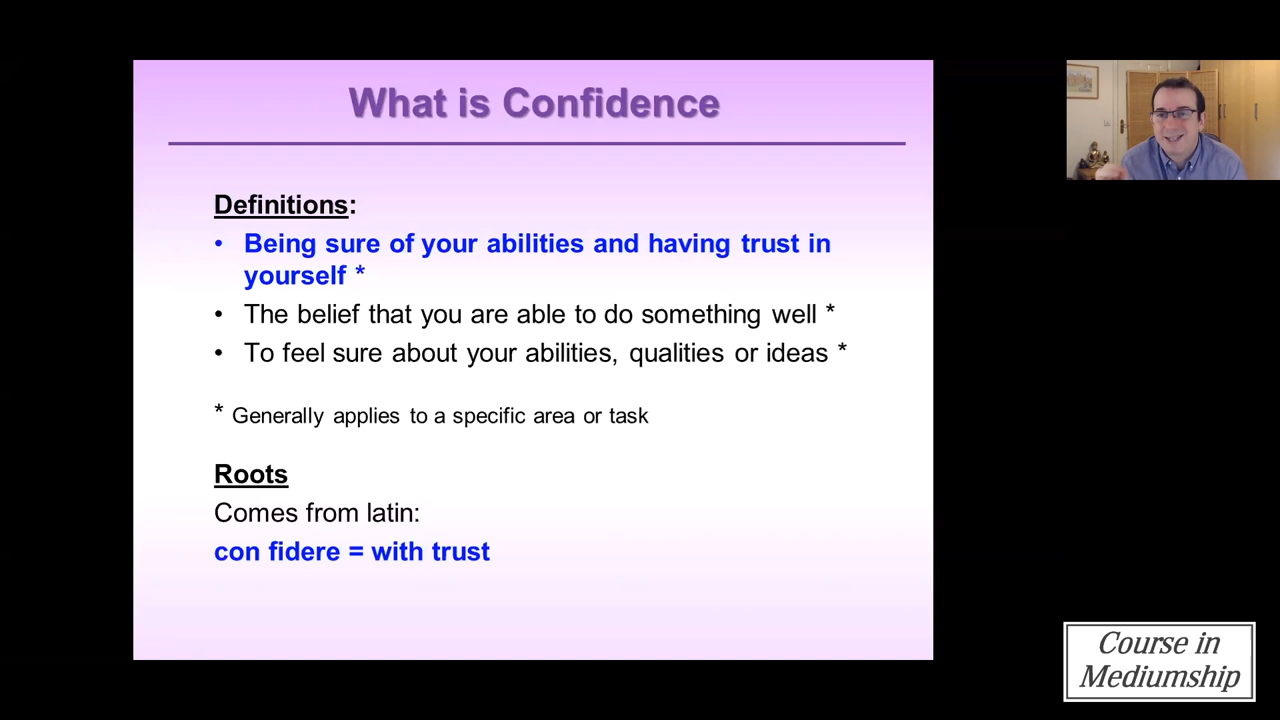 What is Confidence
Definitions:
• Being sure of your abilities and having trust in
yourself *
• The belief that you are able to do something well *
• To feel sure about your abilities, qualities or ideas *
* Generally applies to a specific area or task
Roots
Comes from latin:
con fidere = with trust
Course in
Mediumship